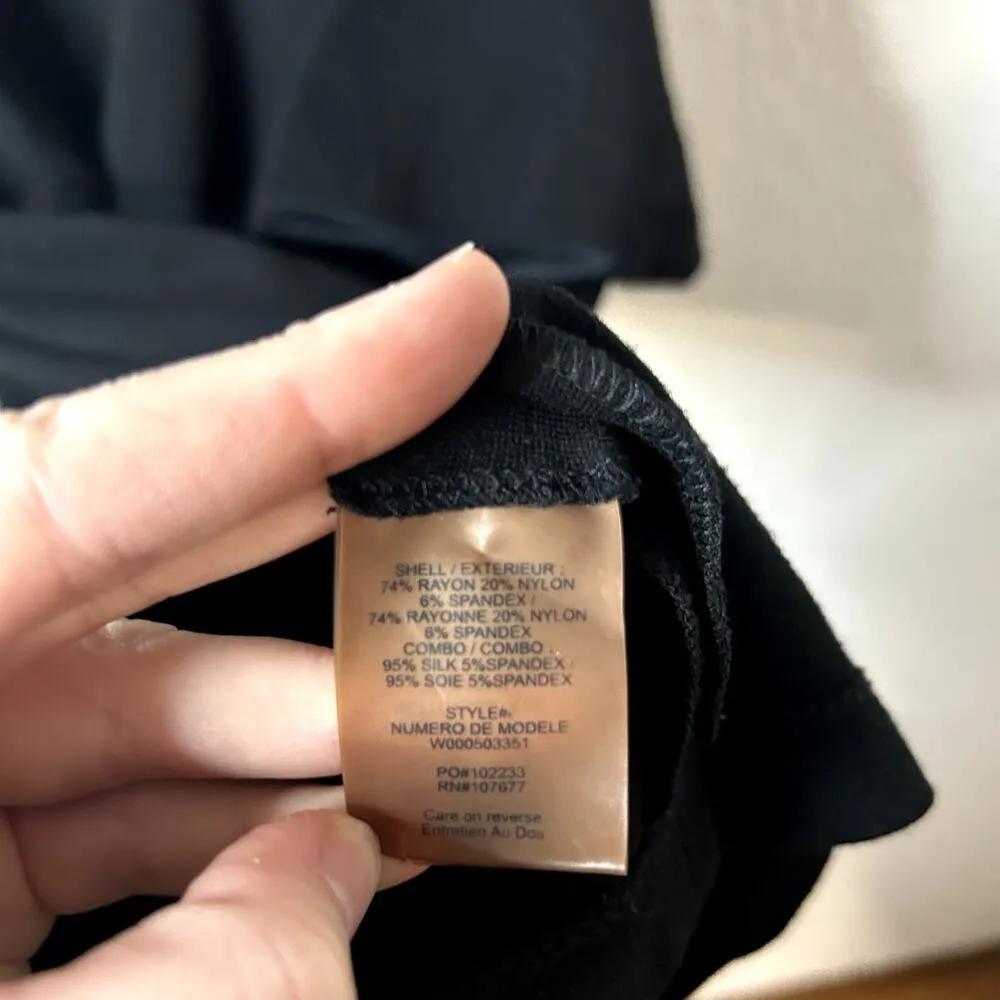 SHELL / EXTERIEUR :
74% RAYON 20% NYLON
6% SPANDEX /
74% RAYONNE 20% NYLON
6% SPANDEX
COMBO / COMBO
95% SILK 5%SPANDEX /
95% SOIE 5%SPANDEX
STYLE#:
NUMERO DE MODELE
W000503351
PO#102233
RN#107677
Care on reverse
Entretien Au Dos